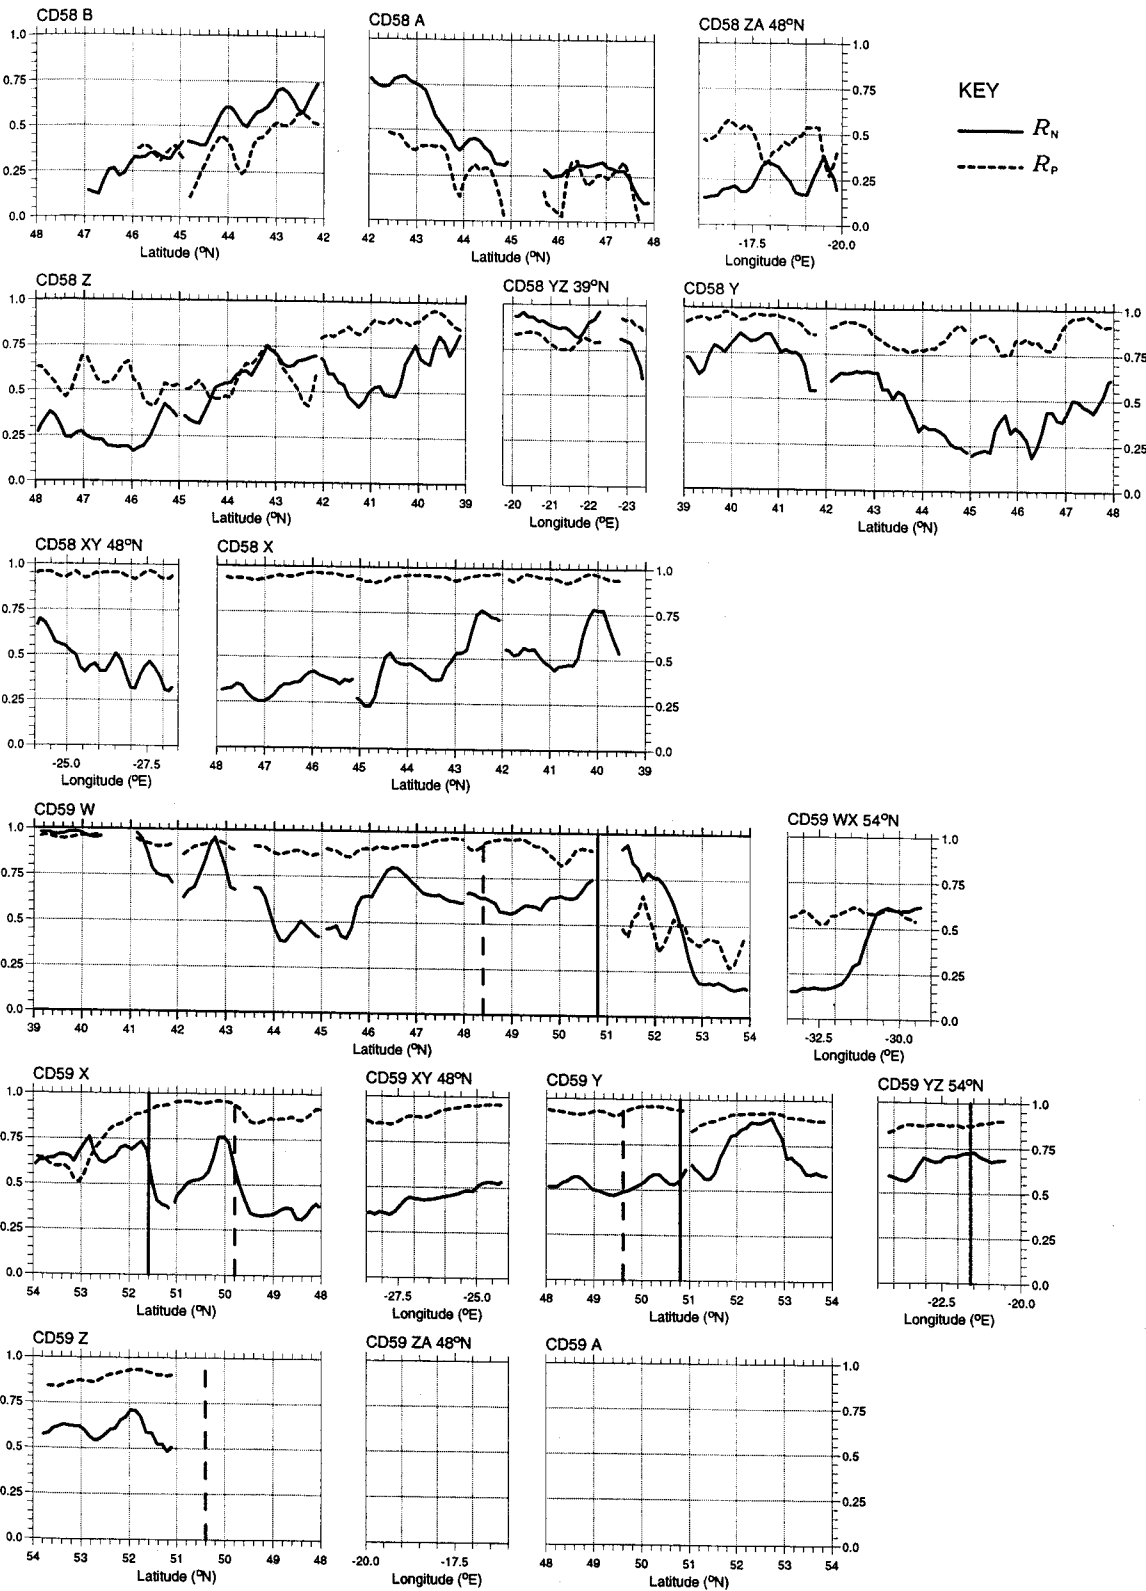 CD58 B
CD58 A
CD58 ZA 48°N
1.0
0.75
0.5
0.25
0.0
48 47 46 45 44 43 42
Latitude (°N)
42 43 44 45 46 47 48
Latitude (°N)
1.0
0.75
0.5
0.25
0.0
-17.5 -20.0
Longitude (°E)
KEY
R_N
R_P
CD58 Z
CD58 YZ 39°N
CD58 Y
1.0
0.75
0.5
0.25
0.0
48 47 46 45 44 43 42 41 40 39
Latitude (°N)
-20 -21 -22 -23
Longitude (°E)
39 40 41 42 43 44 45 46 47 48
Latitude (°N)
1.0
0.75
0.5
0.25
0.0
CD58 XY 48°N
CD58 X
1.0
0.75
0.5
0.25
0.0
-25.0 -27.5
Longitude (°E)
48 47 46 45 44 43 42 41 40 39
Latitude (°N)
1.0
0.75
0.5
0.25
0.0
CD59 W
CD59 WX 54°N
1.0
0.75
0.5
0.25
0.0
39 40 41 42 43 44 45 46 47 48 49 50 51 52 53 54
Latitude (°N)
1.0
0.75
0.5
0.25
0.0
-32.5 -30.0
Longitude (°E)
CD59 X
CD59 XY 48°N
CD59 Y
CD59 YZ 54°N
1.0
0.75
0.5
0.25
0.0
54 53 52 51 50 48
Latitude (°N)
-27.5 -25.0
Longitude (°E)
48 49 50 51 52 53 54
Latitude (°N)
1.0
0.75
0.5
0.25
0.0
-22.5 -20.0
Longitude (°E)
CD59 Z
CD59 ZA 48°N
CD59 A
1.0
0.75
0.5
0.25
0.0
54 53 52 51 50 48
Latitude (°N)
-20.0 -17.5
Longitude (°E)
48 49 50 51 52 53 54
Latitude (°N)
1.0
0.75
0.5
0.25
0.0